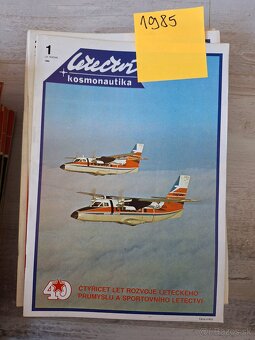 1985
1
Letectví
+ kosmonautika
40
ČTYŘICET LET ROZVOJE LETECKÉHO
PRŮMYSLU A SPORTOVNÍHO LETECTVÍ